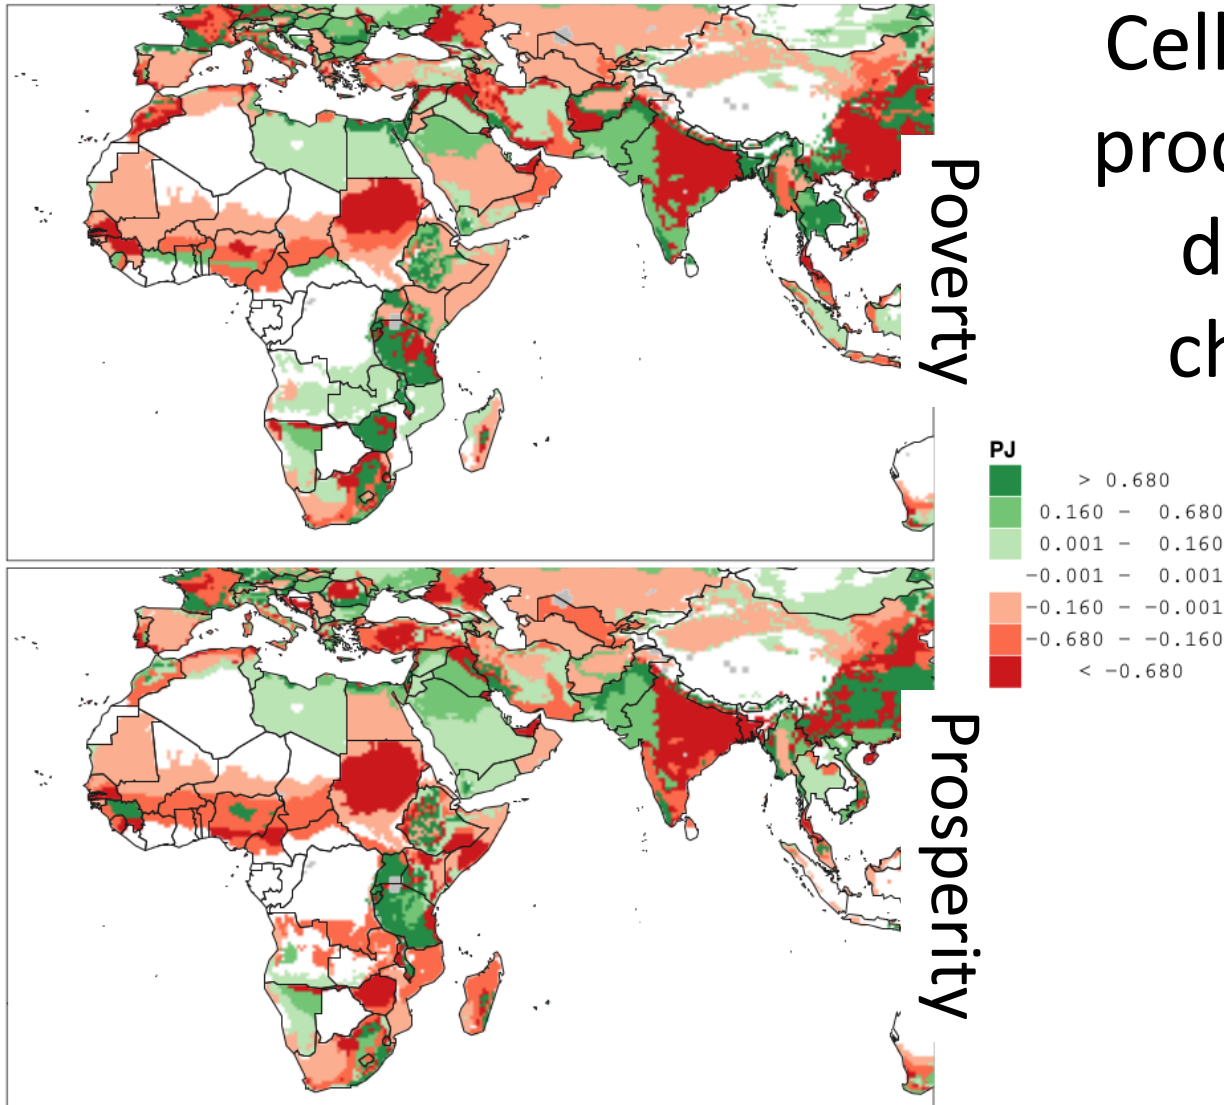 Cell
proc
d
ch
Poverty
PJ
> 0.680
0.160 - 0.680
0.001 - 0.160
-0.001 - 0.001
-0.160 - -0.001
-0.680 - -0.160
< -0.680
Prosperity